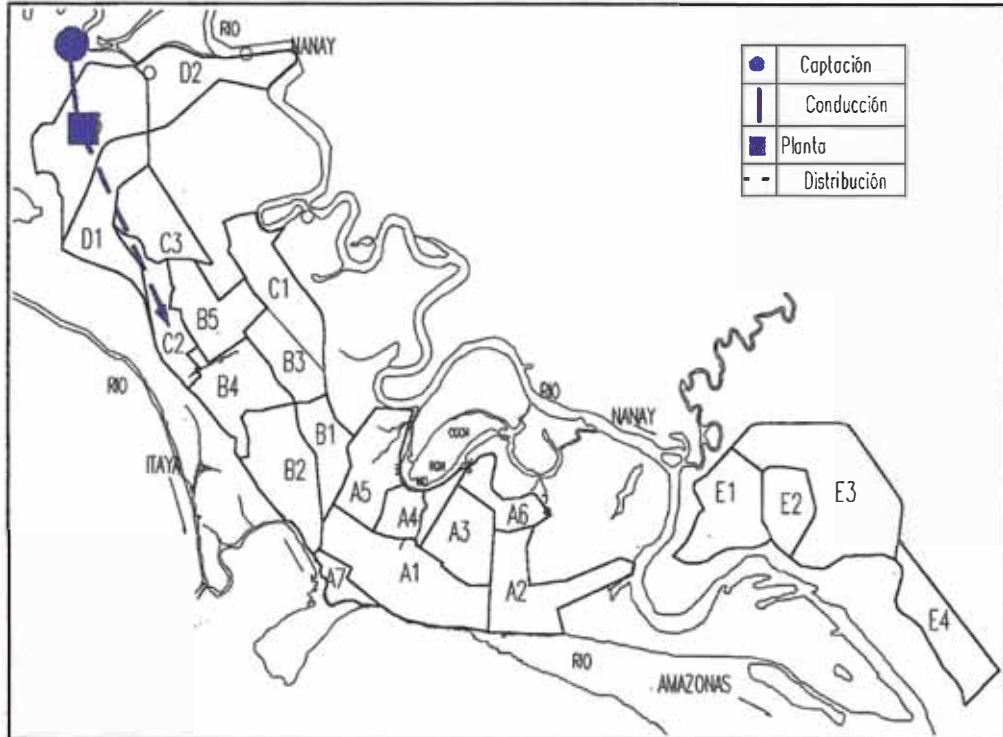 RIO
NANAY
D2
Captación
Conducción
Planta
Distribución
D1
C3
C1
B5
C2
B3
RIO
B4
RIO
NANAY
B1
COCHA
ITAYA
B2
A5
E1
E2
E3
A4
A3
A6
A7
A1
A2
E4
RIO
AMAZONAS